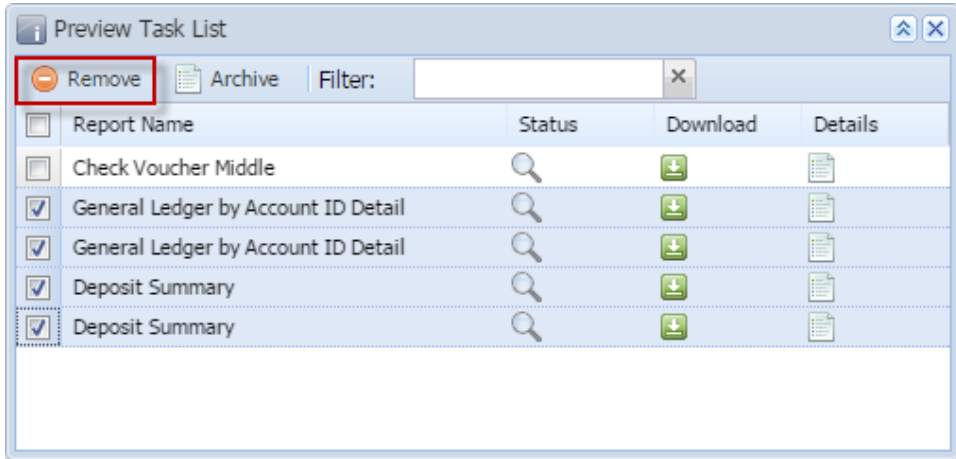 Preview Task List
Remove Archive Filter:
Report Name Status Download Details
Check Voucher Middle
General Ledger by Account ID Detail
General Ledger by Account ID Detail
Deposit Summary
Deposit Summary